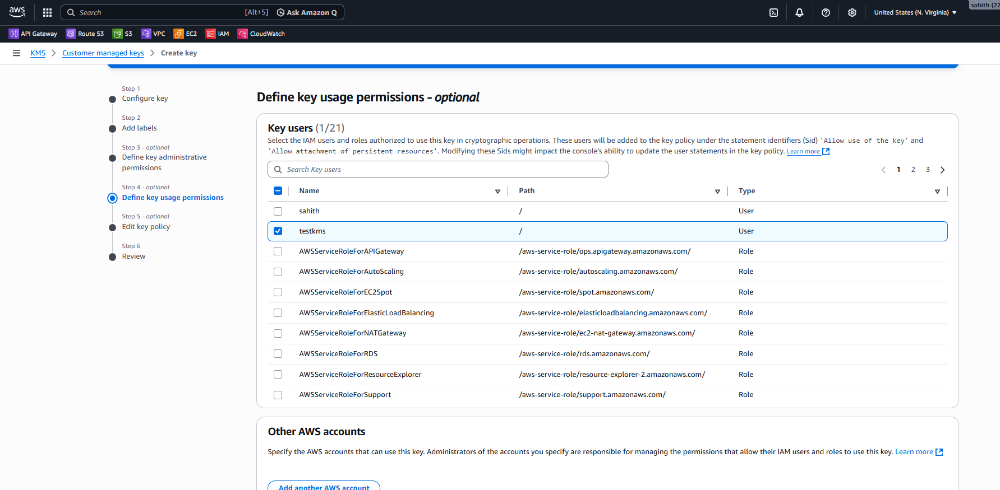 aws
Search
[Alt+S]
Ask Amazon Q
United States (N. Virginia)
sahith (22
API Gateway
Route 53
S3
VPC
EC2
IAM
CloudWatch
KMS
Customer managed keys
Create key
Step 1
Configure key
Step 2
Add labels
Step 3 - optional
Define key administrative
permissions
Step 4 - optional
Define key usage permissions
Step 5 - optional
Edit key policy
Step 6
Review
Define key usage permissions - optional
Key users (1/21)
Select the IAM users and roles authorized to use this key in cryptographic operations. These users will be added to the key policy under the statement identifiers (Sid) 'Allow use of the key' and
'Allow attachment of persistent resources'. Modifying these Sids might impact the console's ability to update the user statements in the key policy. Learn more
Search Key users
1 2 3
Name Path Type
sahith / User
testkms / User
AWSServiceRoleForAPIGateway /aws-service-role/ops.apigateway.amazonaws.com/ Role
AWSServiceRoleForAutoScaling /aws-service-role/autoscaling.amazonaws.com/ Role
AWSServiceRoleForEC2Spot /aws-service-role/spot.amazonaws.com/ Role
AWSServiceRoleForElasticLoadBalancing /aws-service-role/elasticloadbalancing.amazonaws.com/ Role
AWSServiceRoleForNATGateway /aws-service-role/ec2-nat-gateway.amazonaws.com/ Role
AWSServiceRoleForRDS /aws-service-role/rds.amazonaws.com/ Role
AWSServiceRoleForResourceExplorer /aws-service-role/resource-explorer-2.amazonaws.com/ Role
AWSServiceRoleForSupport /aws-service-role/support.amazonaws.com/ Role
Other AWS accounts
Specify the AWS accounts that can use this key. Administrators of the accounts you specify are responsible for managing the permissions that allow their IAM users and roles to use this key. Learn more
Add another AWS account